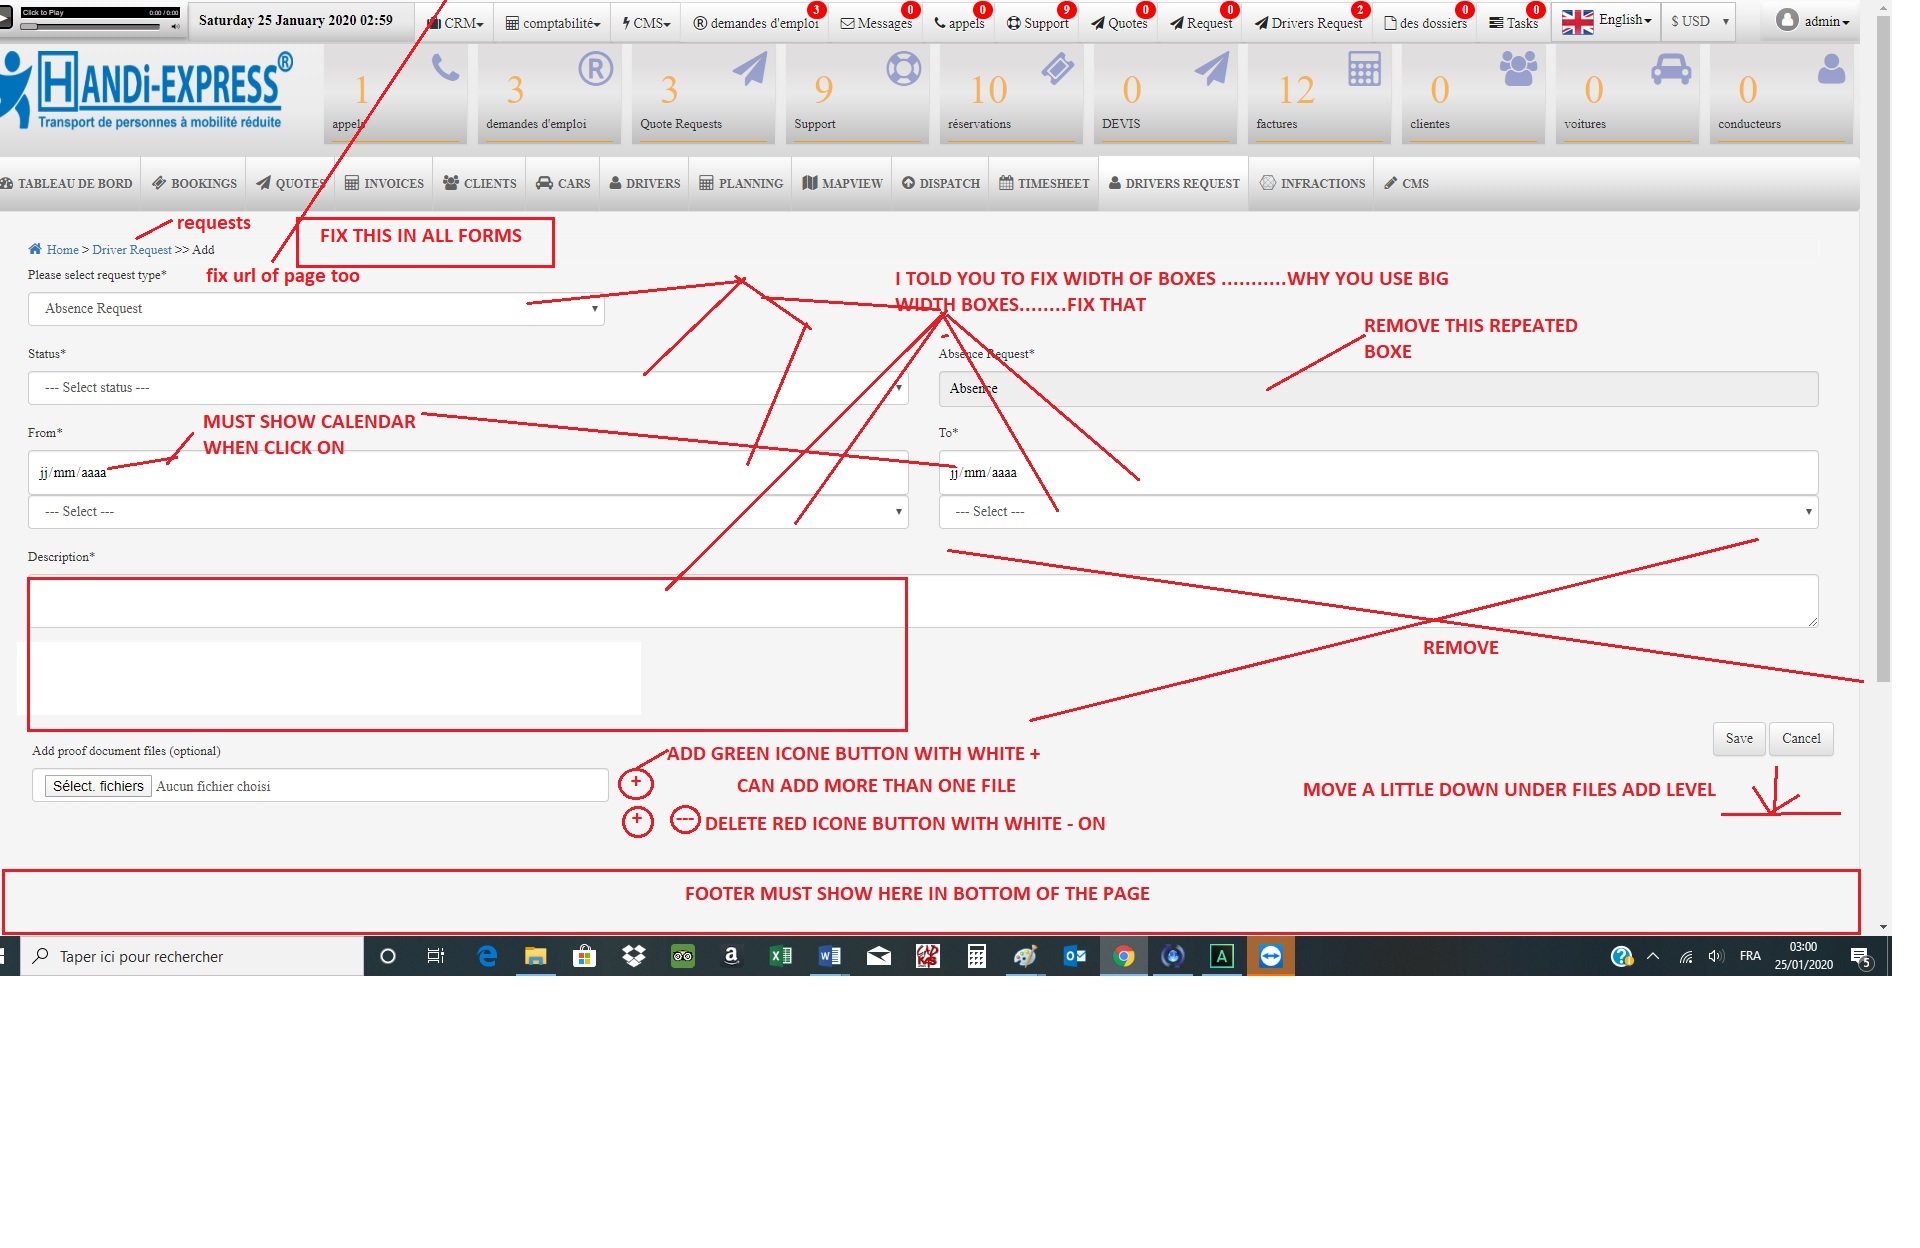 Click to Play 0:00 / 0:00
Saturday 25 January 2020 02:59
CRM
comptabilité
CMS
demandes d'emploi 3
Messages 0
appels 0
Support 9
Quotes 0
Request 0
Drivers Request 2
des dossiers 0
Tasks 0
English
$ USD
admin
HANDi-EXPRESS®
Transport de personnes à mobilité réduite
1
appels
3
demandes d'emploi
3
Quote Requests
9
Support
10
réservations
0
DEVIS
12
factures
0
clientes
0
voitures
0
conducteurs
TABLEAU DE BORD
BOOKINGS
QUOTES
INVOICES
CLIENTS
CARS
DRIVERS
PLANNING
MAPVIEW
DISPATCH
TIMESHEET
DRIVERS REQUEST
INFRACTIONS
CMS
requests
FIX THIS IN ALL FORMS
Home > Driver Request >> Add
fix url of page too
Please select request type*
Absence Request
I TOLD YOU TO FIX WIDTH OF BOXES ...........WHY YOU USE BIG
WIDTH BOXES........FIX THAT
REMOVE THIS REPEATED
BOXE
Status*
--- Select status ---
Absence Request*
Absence
MUST SHOW CALENDAR
WHEN CLICK ON
From*
jj/mm/aaaa
--- Select ---
To*
jj/mm/aaaa
--- Select ---
Description*
REMOVE
Save
Cancel
Add proof document files (optional)
Sélect. fichiers Aucun fichier choisi
+
ADD GREEN ICONE BUTTON WITH WHITE +
CAN ADD MORE THAN ONE FILE
+ --- DELETE RED ICONE BUTTON WITH WHITE - ON
MOVE A LITTLE DOWN UNDER FILES ADD LEVEL
FOOTER MUST SHOW HERE IN BOTTOM OF THE PAGE
Taper ici pour rechercher
FRA
03:00
25/01/2020
5